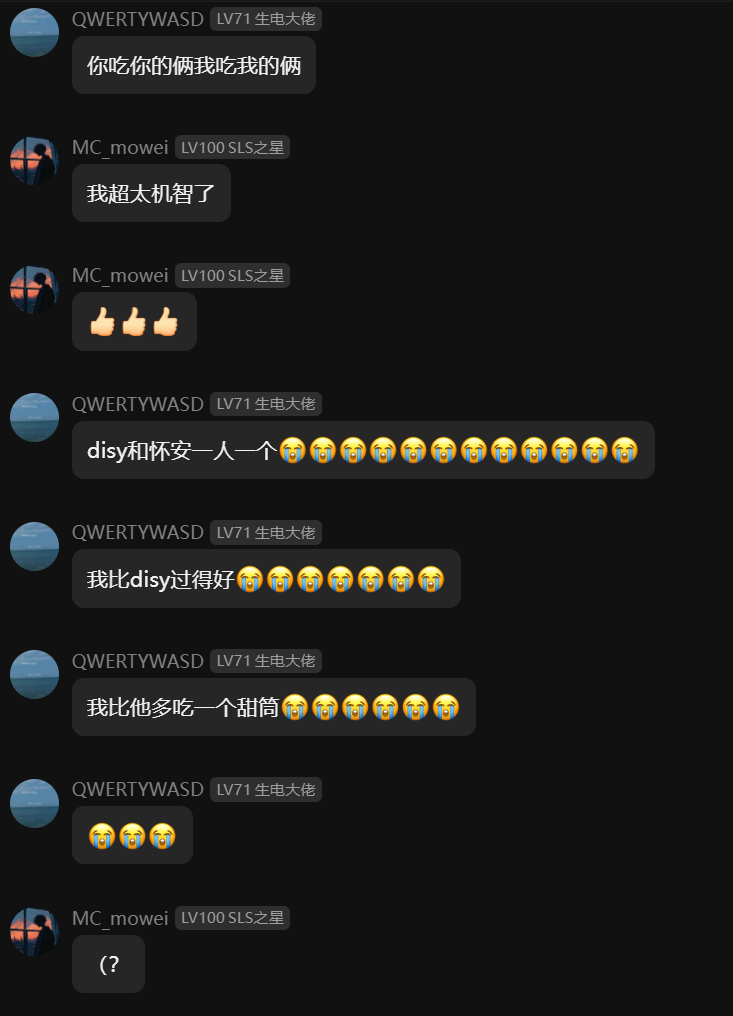 QWERTYWASD LV71 生电大佬
你吃你的俩我吃我的俩
MC_mowei LV100 SLS之星
我超太机智了
MC_mowei LV100 SLS之星
👍🏻👍🏻👍🏻
QWERTYWASD LV71 生电大佬
disy和怀安一人一个😭😭😭😭😭😭😭😭😭😭😭😭
QWERTYWASD LV71 生电大佬
我比disy过得好😭😭😭😭😭😭😭
QWERTYWASD LV71 生电大佬
我比他多吃一个甜筒😭😭😭😭😭😭
QWERTYWASD LV71 生电大佬
😭😭😭
MC_mowei LV100 SLS之星
（？